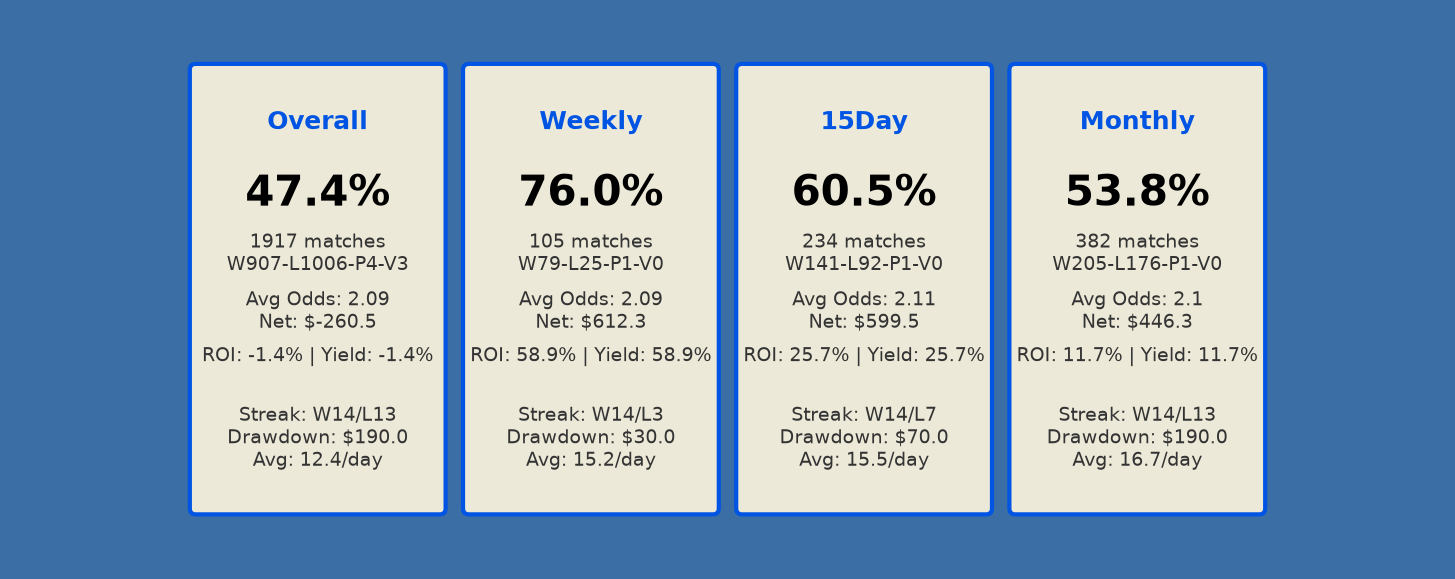 Overall
47.4%
1917 matches
W907-L1006-P4-V3
Avg Odds: 2.09
Net: $-260.5
ROI: -1.4% | Yield: -1.4%
Streak: W14/L13
Drawdown: $190.0
Avg: 12.4/day
Weekly
76.0%
105 matches
W79-L25-P1-V0
Avg Odds: 2.09
Net: $612.3
ROI: 58.9% | Yield: 58.9%
Streak: W14/L3
Drawdown: $30.0
Avg: 15.2/day
15Day
60.5%
234 matches
W141-L92-P1-V0
Avg Odds: 2.11
Net: $599.5
ROI: 25.7% | Yield: 25.7%
Streak: W14/L7
Drawdown: $70.0
Avg: 15.5/day
Monthly
53.8%
382 matches
W205-L176-P1-V0
Avg Odds: 2.1
Net: $446.3
ROI: 11.7% | Yield: 11.7%
Streak: W14/L13
Drawdown: $190.0
Avg: 16.7/day